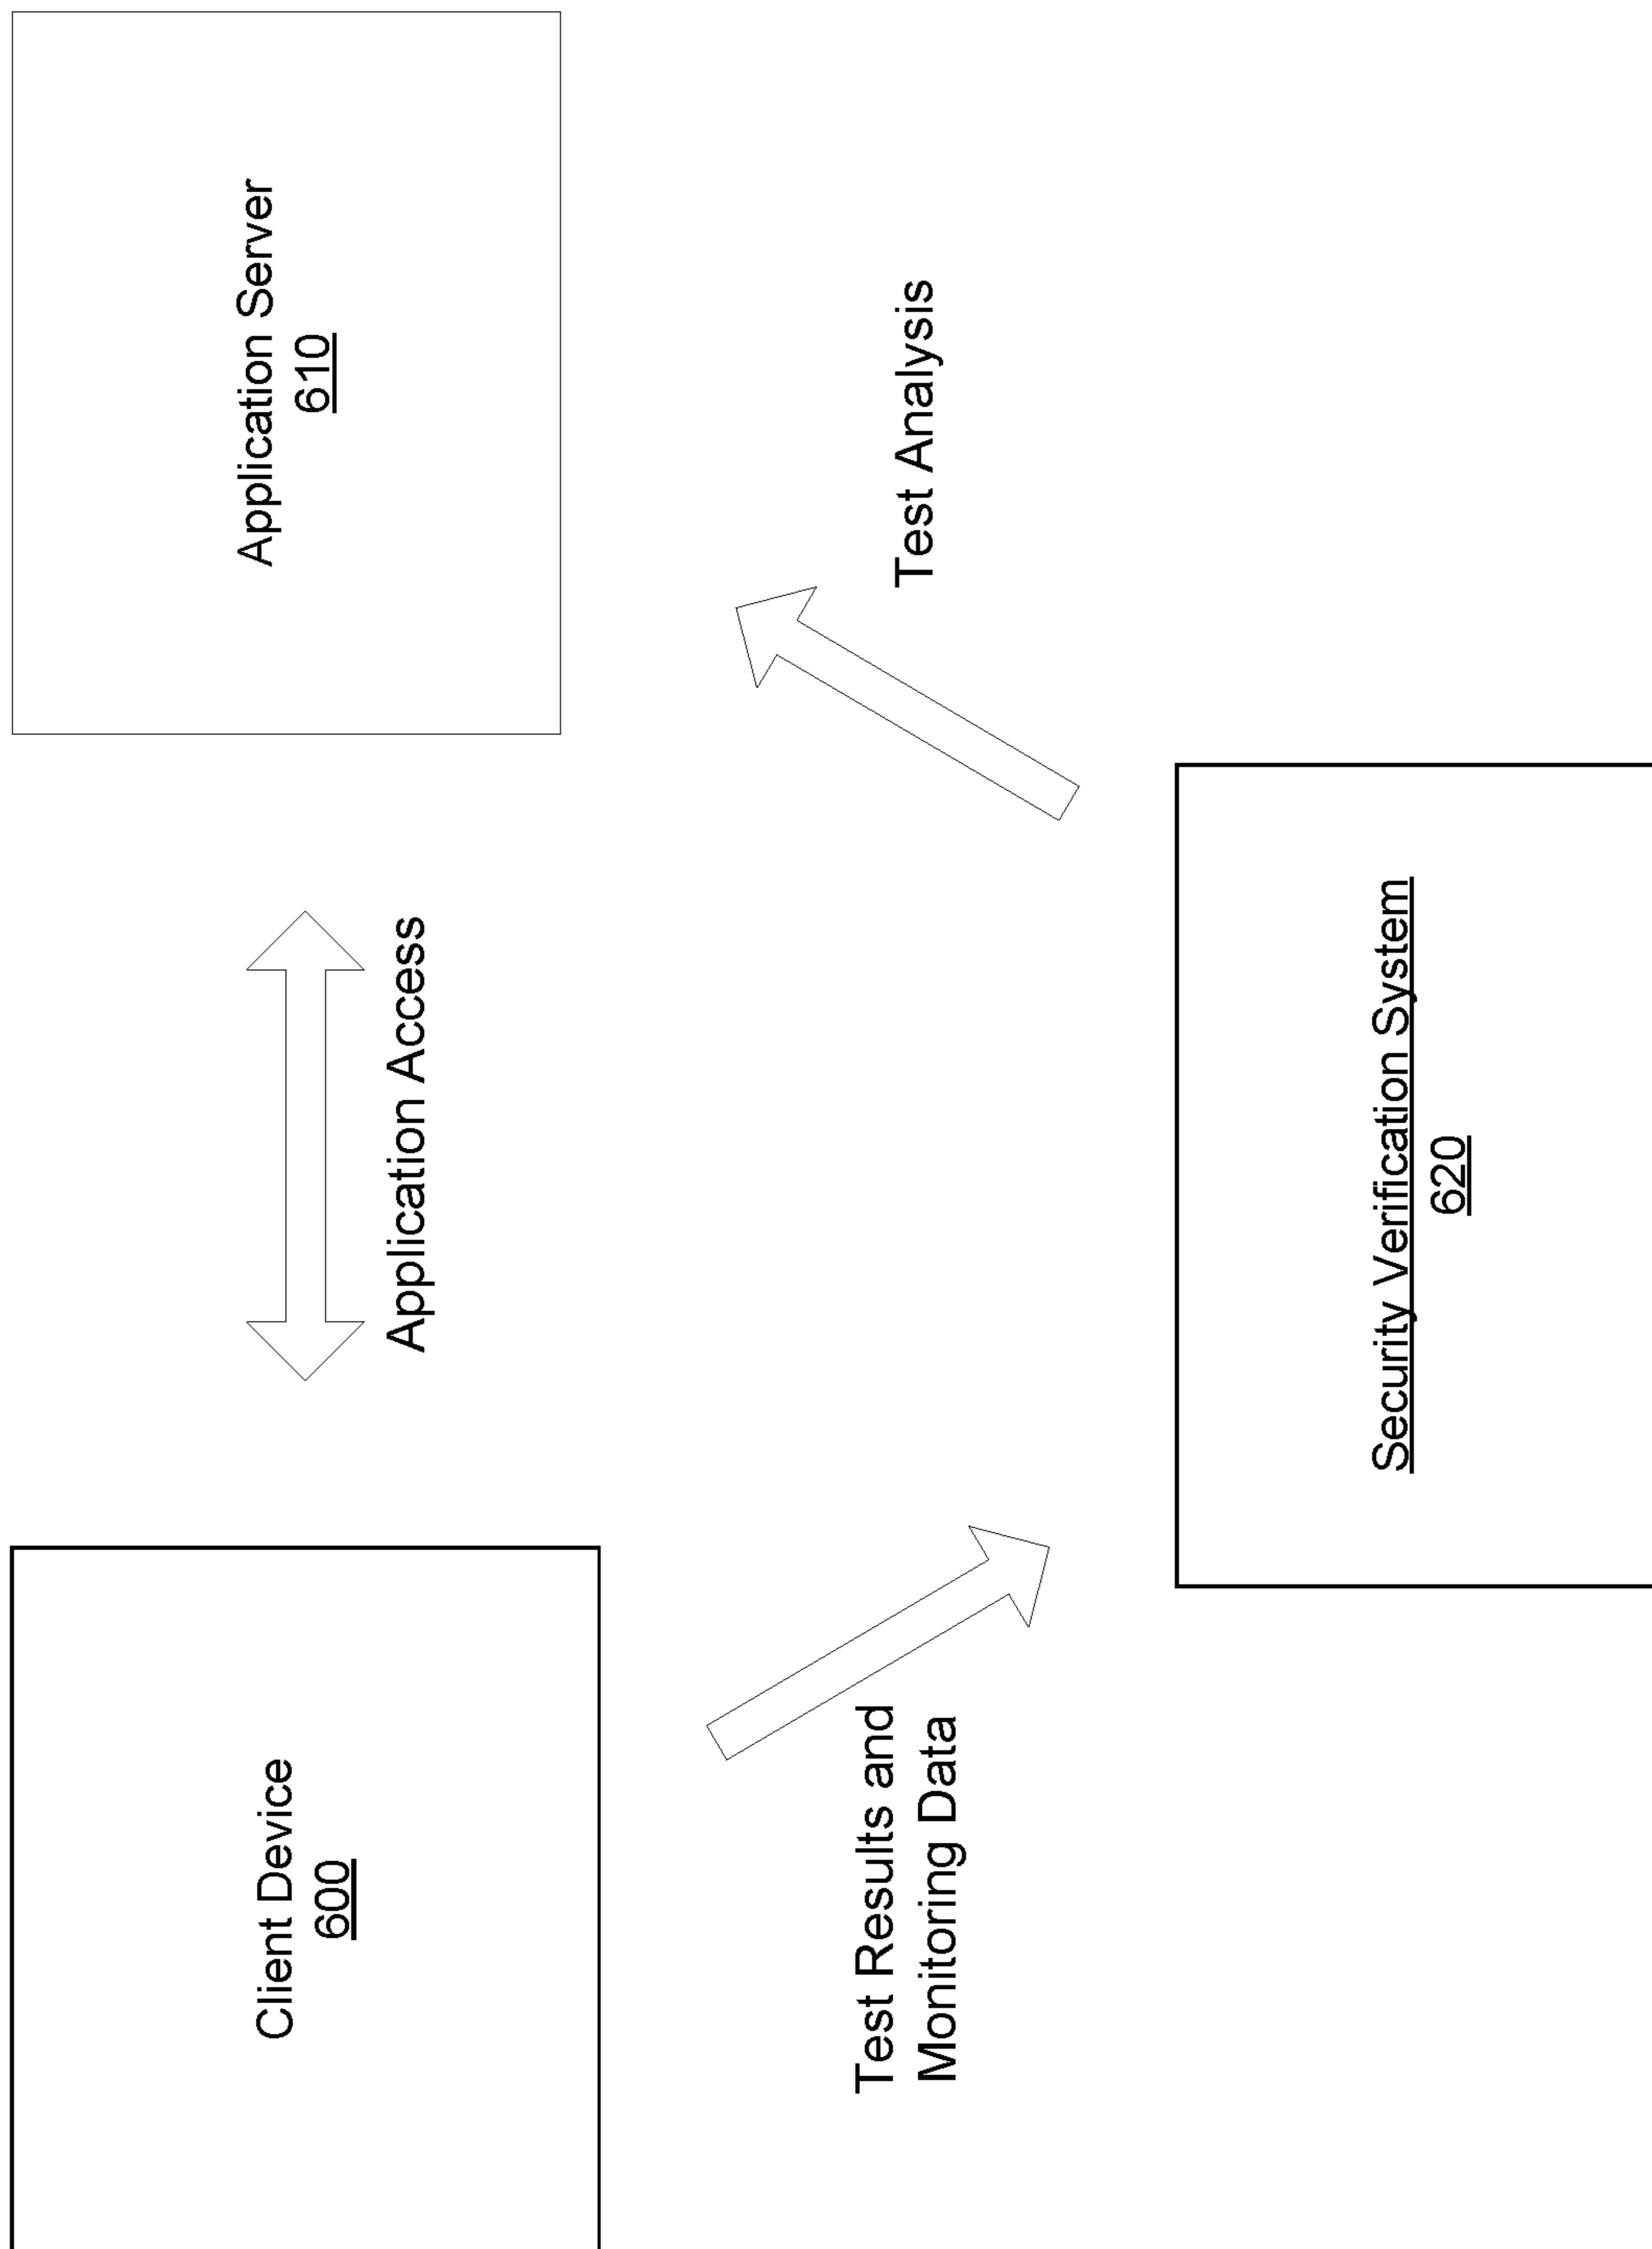 Client Device
600
Application Access
Application Server
610
Test Results and
Monitoring Data
Test Analysis
Security Verification System
620